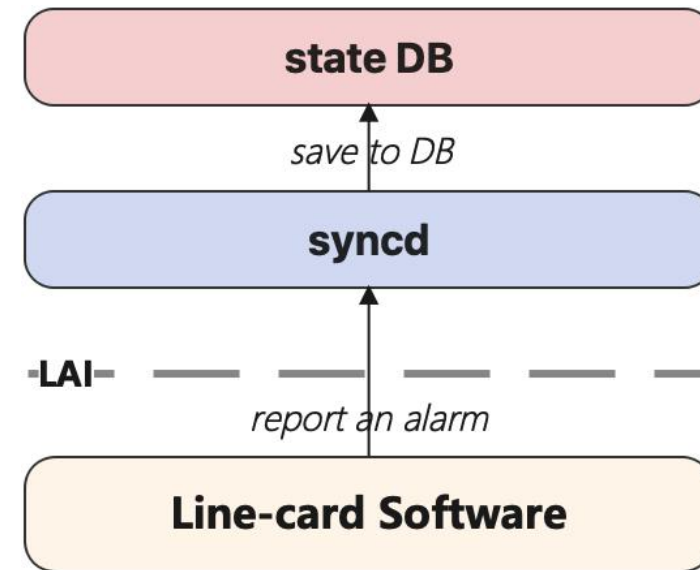 state DB
save to DB
syncd
LAI
report an alarm
Line-card Software